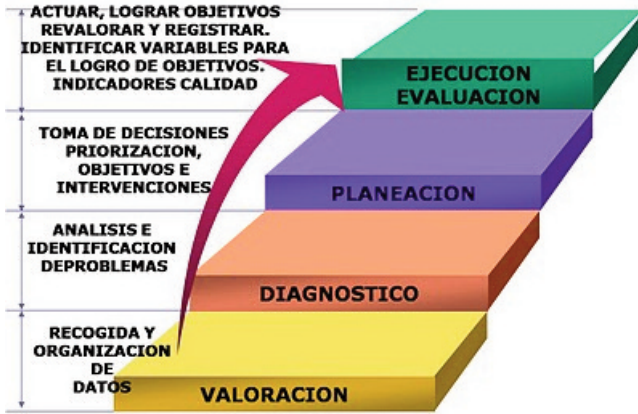 ACTUAR, LOGRAR OBJETIVOS
REVALORAR Y REGISTRAR.
IDENTIFICAR VARIABLES PARA
EL LOGRO DE OBJETIVOS.
INDICADORES CALIDAD
EJECUCION
EVALUACION
TOMA DE DECISIONES
PRIORIZACION,
OBJETIVOS E
INTERVENCIONES
PLANEACION
ANALISIS E
IDENTIFICACION
DEPROBLEMAS
DIAGNOSTICO
RECOGIDA Y
ORGANIZACION
DE
DATOS
VALORACION